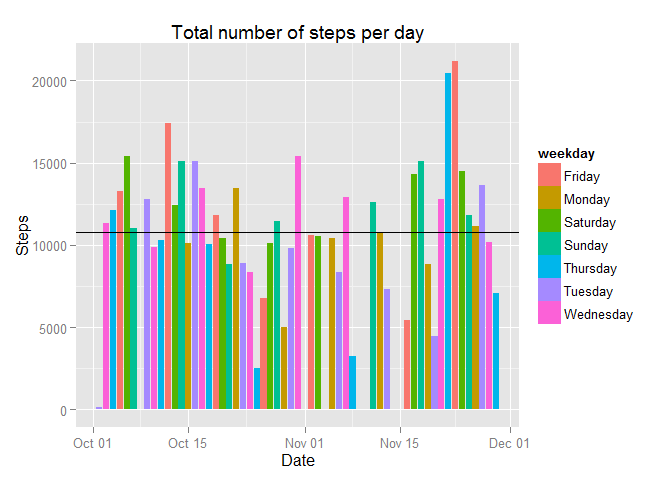 Total number of steps per day
Steps
20000
15000
10000
5000
0
Oct 01 Oct 15 Nov 01 Nov 15 Dec 01
Date
weekday
Friday
Monday
Saturday
Sunday
Thursday
Tuesday
Wednesday